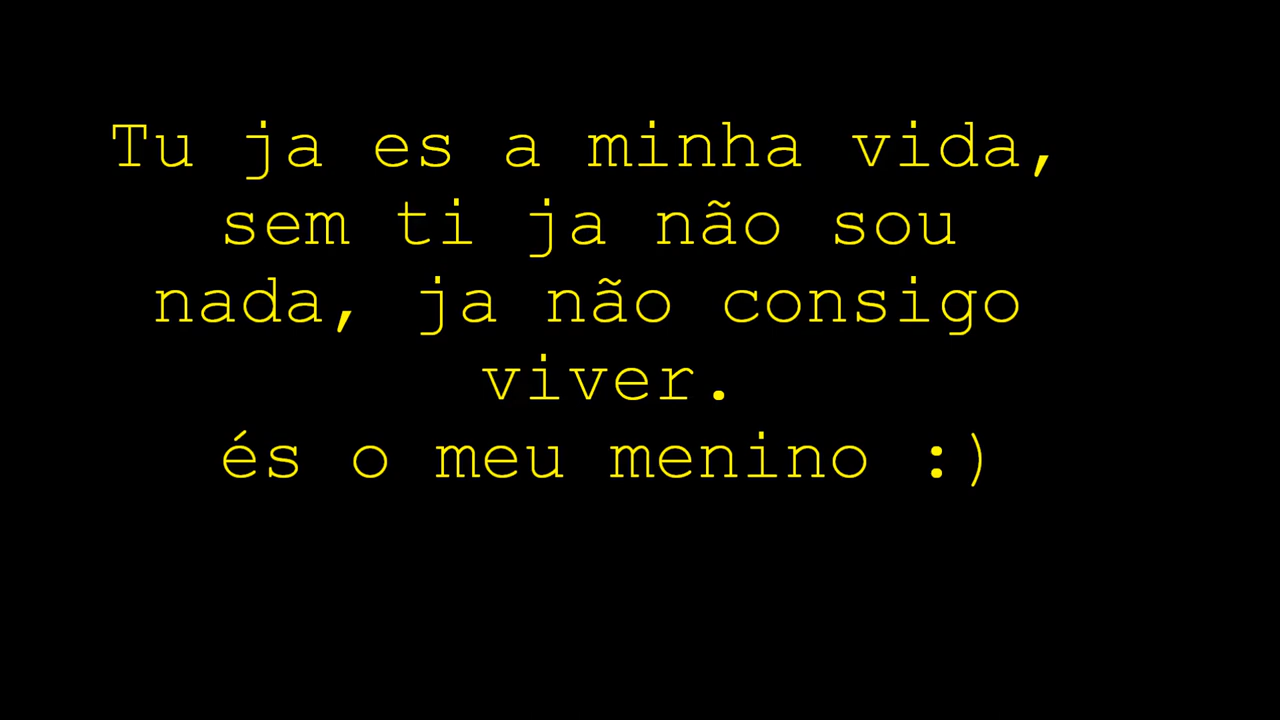 Tu ja es a minha vida,
sem ti ja não sou
nada, ja não consigo
viver.
és o meu menino :)